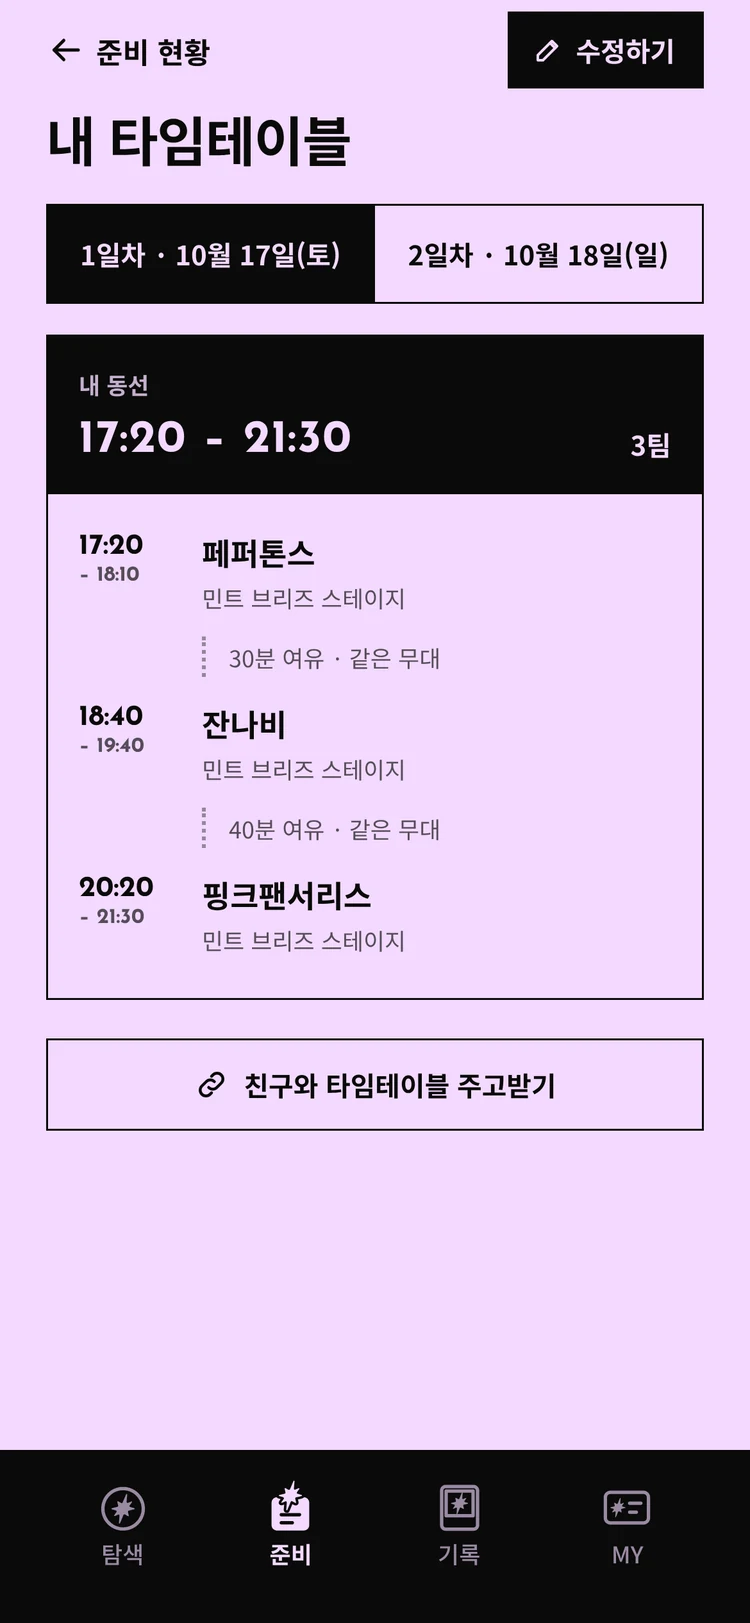 준비 현황
수정하기
내 타임테이블
1일차 · 10월 17일(토)
2일차 · 10월 18일(일)
내 동선
17:20 - 21:30
3팀
17:20
- 18:10
페퍼톤스
민트 브리즈 스테이지
30분 여유 · 같은 무대
18:40
- 19:40
잔나비
민트 브리즈 스테이지
40분 여유 · 같은 무대
20:20
- 21:30
핑크팬서리스
민트 브리즈 스테이지
친구와 타임테이블 주고받기
탐색
준비
기록
MY